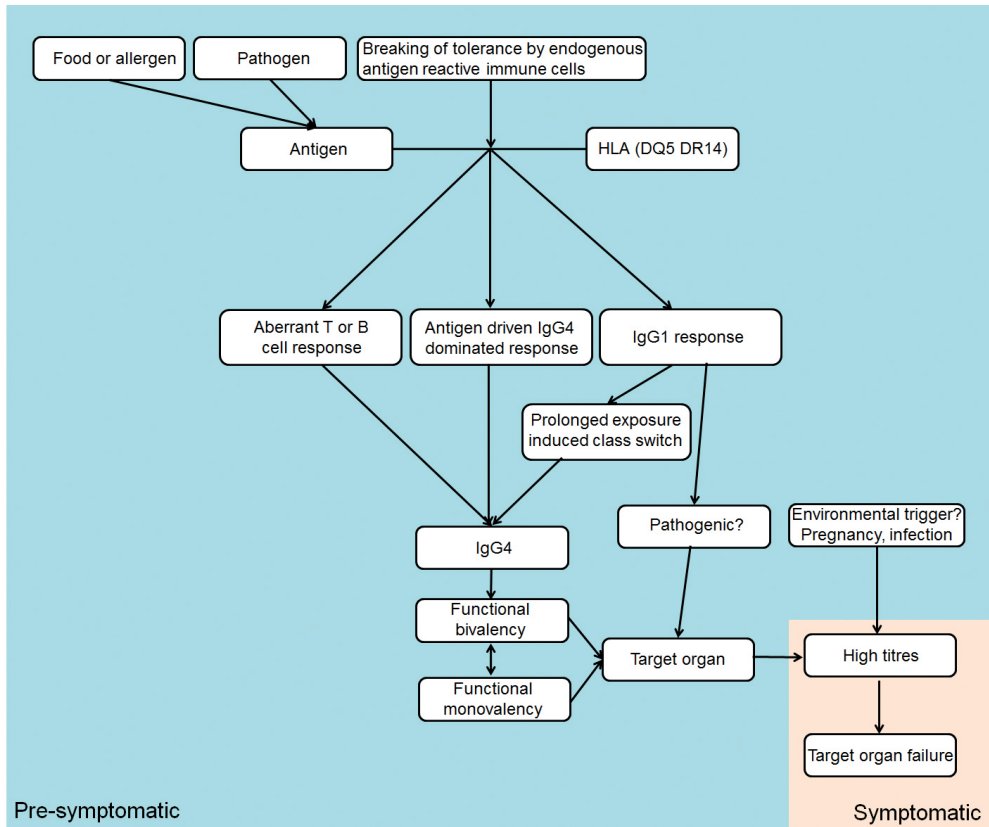 Food or allergen
Pathogen
Breaking of tolerance by endogenous
antigen reactive immune cells
Antigen
HLA (DQ5 DR14)
Aberrant T or B
cell response
Antigen driven IgG4
dominated response
IgG1 response
Prolonged exposure
induced class switch
IgG4
Pathogenic?
Environmental trigger?
Pregnancy, infection
Functional
bivalency
Functional
monovalency
Target organ
High titres
Target organ failure
Pre-symptomatic
Symptomatic